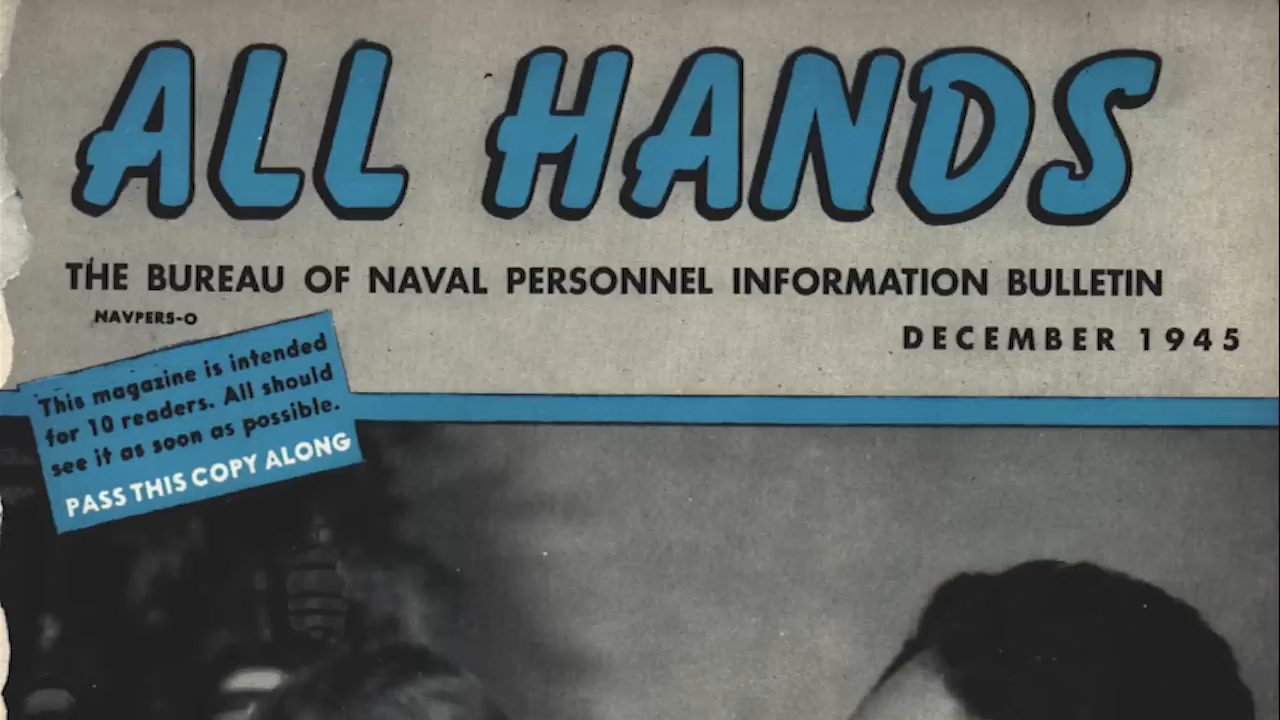 ALL HANDS
THE BUREAU OF NAVAL PERSONNEL INFORMATION BULLETIN
NAVPERS-O
DECEMBER 1945
This magazine is intended
for 10 readers. All should
see it as soon as possible.
PASS THIS COPY ALONG